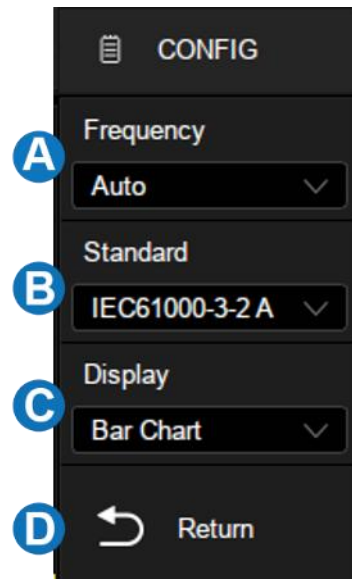 CONFIG
A
Frequency
Auto
B
Standard
IEC61000-3-2 A
C
Display
Bar Chart
D
Return